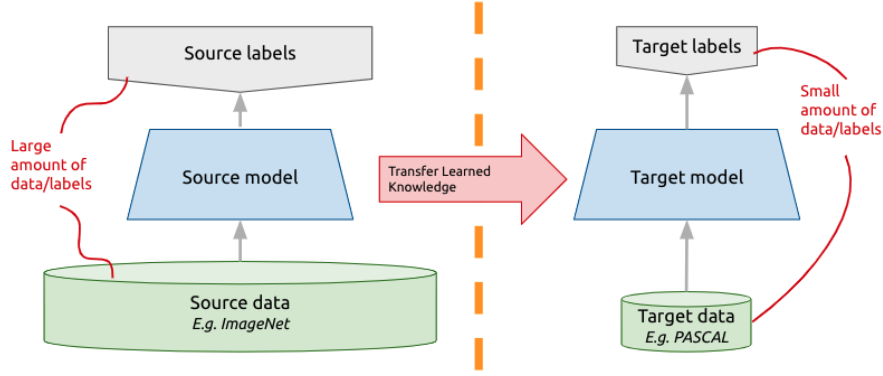 Source labels
Target labels
Large
amount of
data/labels
Small
amount of
data/labels
Source model
Transfer Learned
Knowledge
Target model
Source data
E.g. ImageNet
Target data
E.g. PASCAL